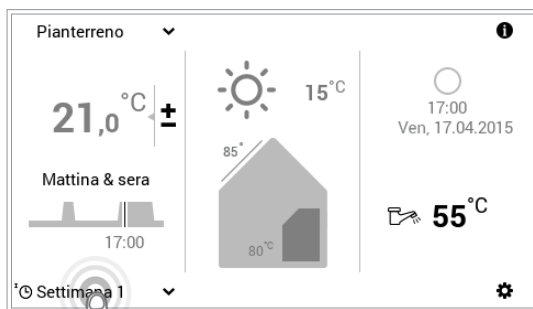 Pianterreno
i
21,0 °C ±
15°C
17:00
Ven, 17.04.2015
85°
Mattina & sera
17:00
80°C
55°C
1 Settimana 1